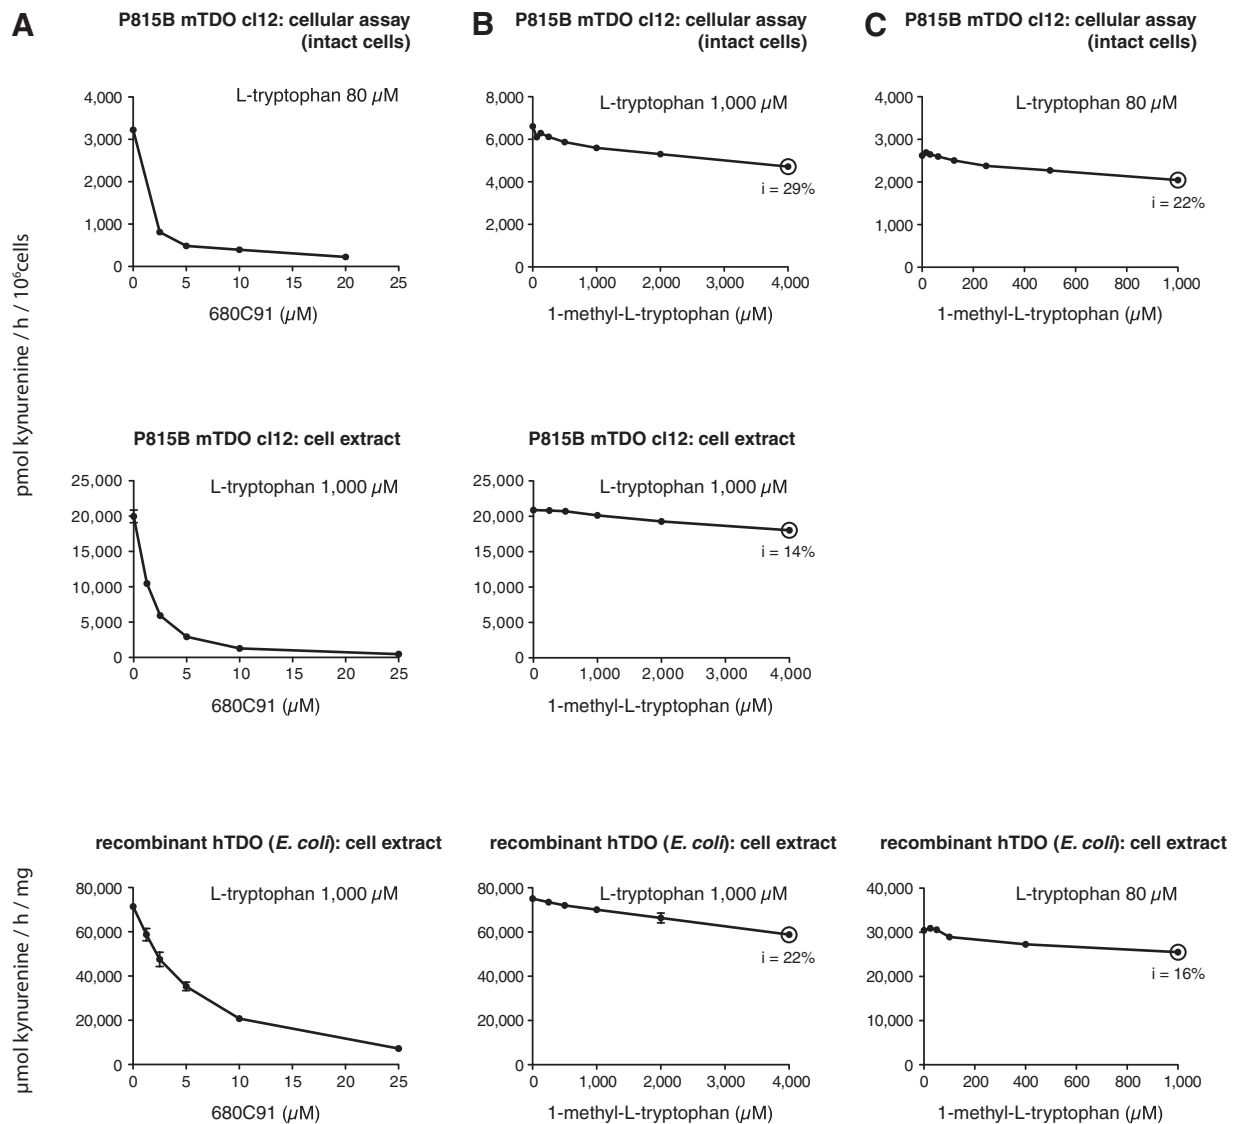 A
P815B mTDO cl12: cellular assay
(intact cells)
L-tryptophan 80 µM
4,000
3,000
2,000
1,000
0
0 5 10 15 20 25
680C91 (µM)
B
P815B mTDO cl12: cellular assay
(intact cells)
L-tryptophan 1,000 µM
8,000
6,000
4,000
2,000
0
i = 29%
0 1,000 2,000 3,000 4,000
1-methyl-L-tryptophan (µM)
C
P815B mTDO cl12: cellular assay
(intact cells)
L-tryptophan 80 µM
4,000
3,000
2,000
1,000
0
i = 22%
0 200 400 600 800 1,000
1-methyl-L-tryptophan (µM)
pmol kynurenine / h / 10⁶cells
P815B mTDO cl12: cell extract
L-tryptophan 1,000 µM
25,000
20,000
15,000
10,000
5,000
0
0 5 10 15 20 25
680C91 (µM)
P815B mTDO cl12: cell extract
L-tryptophan 1,000 µM
25,000
20,000
15,000
10,000
5,000
0
i = 14%
0 1,000 2,000 3,000 4,000
1-methyl-L-tryptophan (µM)
µmol kynurenine / h / mg
recombinant hTDO (E. coli): cell extract
L-tryptophan 1,000 µM
80,000
60,000
40,000
20,000
0
0 5 10 15 20 25
680C91 (µM)
recombinant hTDO (E. coli): cell extract
L-tryptophan 1,000 µM
80,000
60,000
40,000
20,000
0
i = 22%
0 1,000 2,000 3,000 4,000
1-methyl-L-tryptophan (µM)
recombinant hTDO (E. coli): cell extract
L-tryptophan 80 µM
40,000
30,000
20,000
10,000
0
i = 16%
0 200 400 600 800 1,000
1-methyl-L-tryptophan (µM)